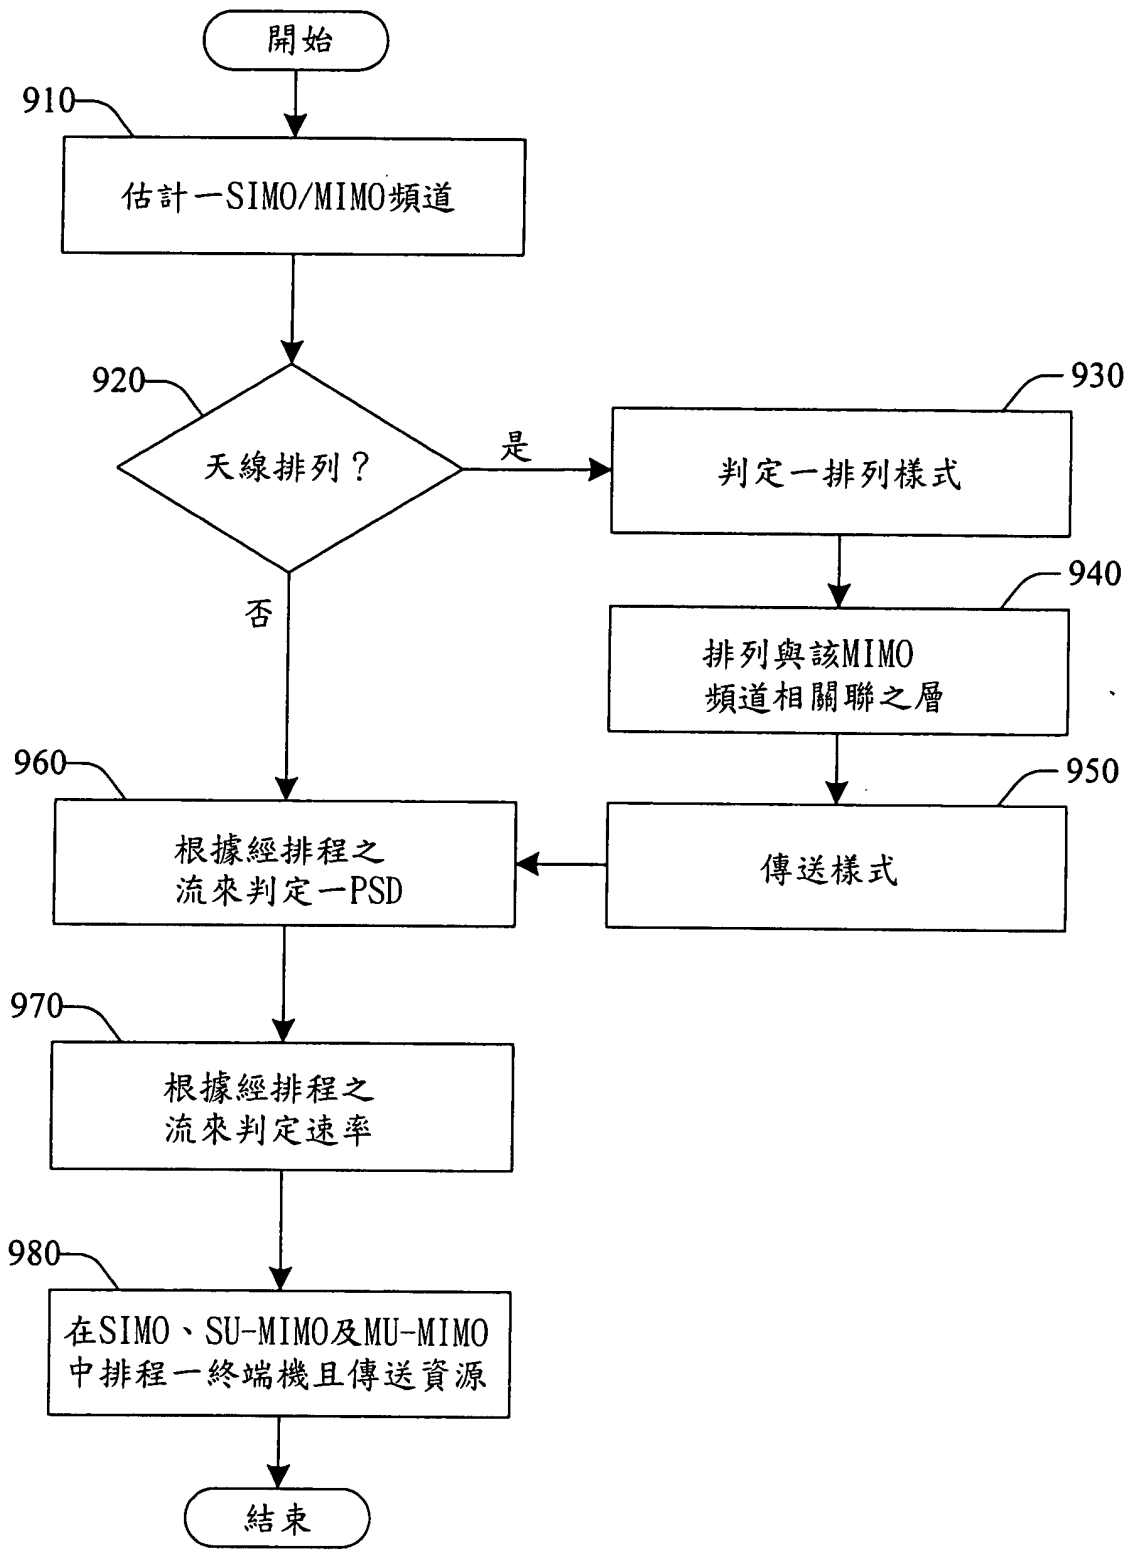 開始
910
估計一SIMO/MIMO頻道
920
天線排列？
是
930
判定一排列樣式
940
排列與該MIMO
頻道相關聯之層
950
傳送樣式
否
960
根據經排程之
流來判定一PSD
970
根據經排程之
流來判定速率
980
在SIMO、SU-MIMO及MU-MIMO
中排程一終端機且傳送資源
結束